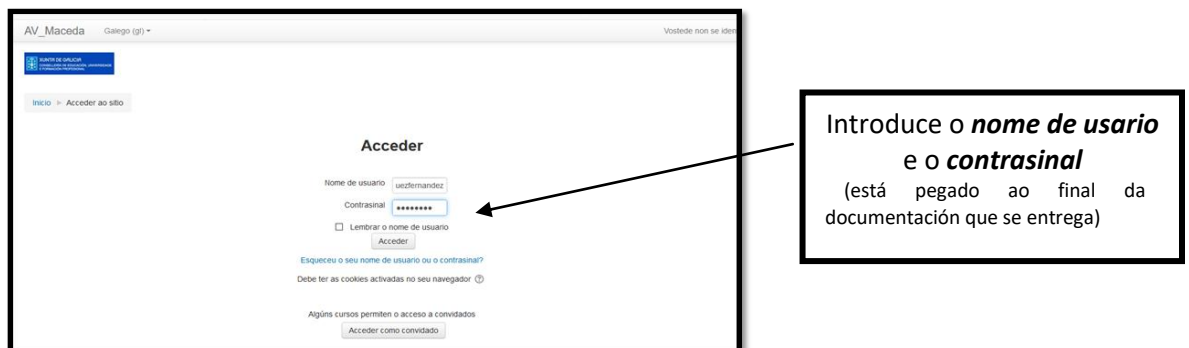 AV_Maceda Galego (gl) Vostede non se iden
XUNTA DE GALICIA
Inicio Acceder ao sitio
Acceder
Nome de usuario uezfernandez
Contrasinal ••••••••
Lembrar o nome de usuario
Acceder
Esqueceu o seu nome de usuario ou o contrasinal?
Debe ter as cookies activadas no seu navegador
Algúns cursos permiten o acceso a convidados
Acceder como convidado
Introduce o nome de usario
e o contrasinal
(está pegado ao final da
documentación que se entrega)